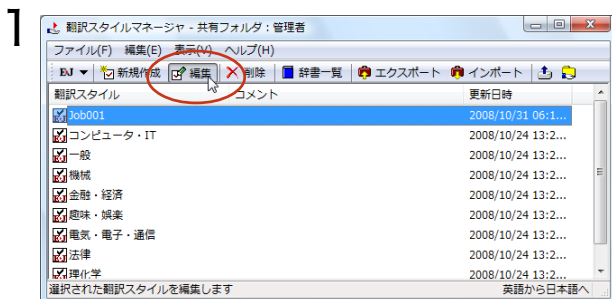 1
翻訳スタイルマネージャ - 共有フォルダ : 管理者
ファイル(F) 編集(E) 表示(V) ヘルプ(H)
EJ 新規作成 編集 削除 辞書一覧 エクスポート インポート
翻訳スタイル コメント 更新日時
Job001 2008/10/31 06:1...
コンピュータ・IT 2008/10/24 13:2...
一般 2008/10/24 13:2...
機械 2008/10/24 13:2...
金融・経済 2008/10/24 13:2...
趣味・娯楽 2008/10/24 13:2...
電気・電子・通信 2008/10/24 13:2...
法律 2008/10/24 13:2...
理化学 2008/10/24 13:2...
選択された翻訳スタイルを編集します 英語から日本語へ